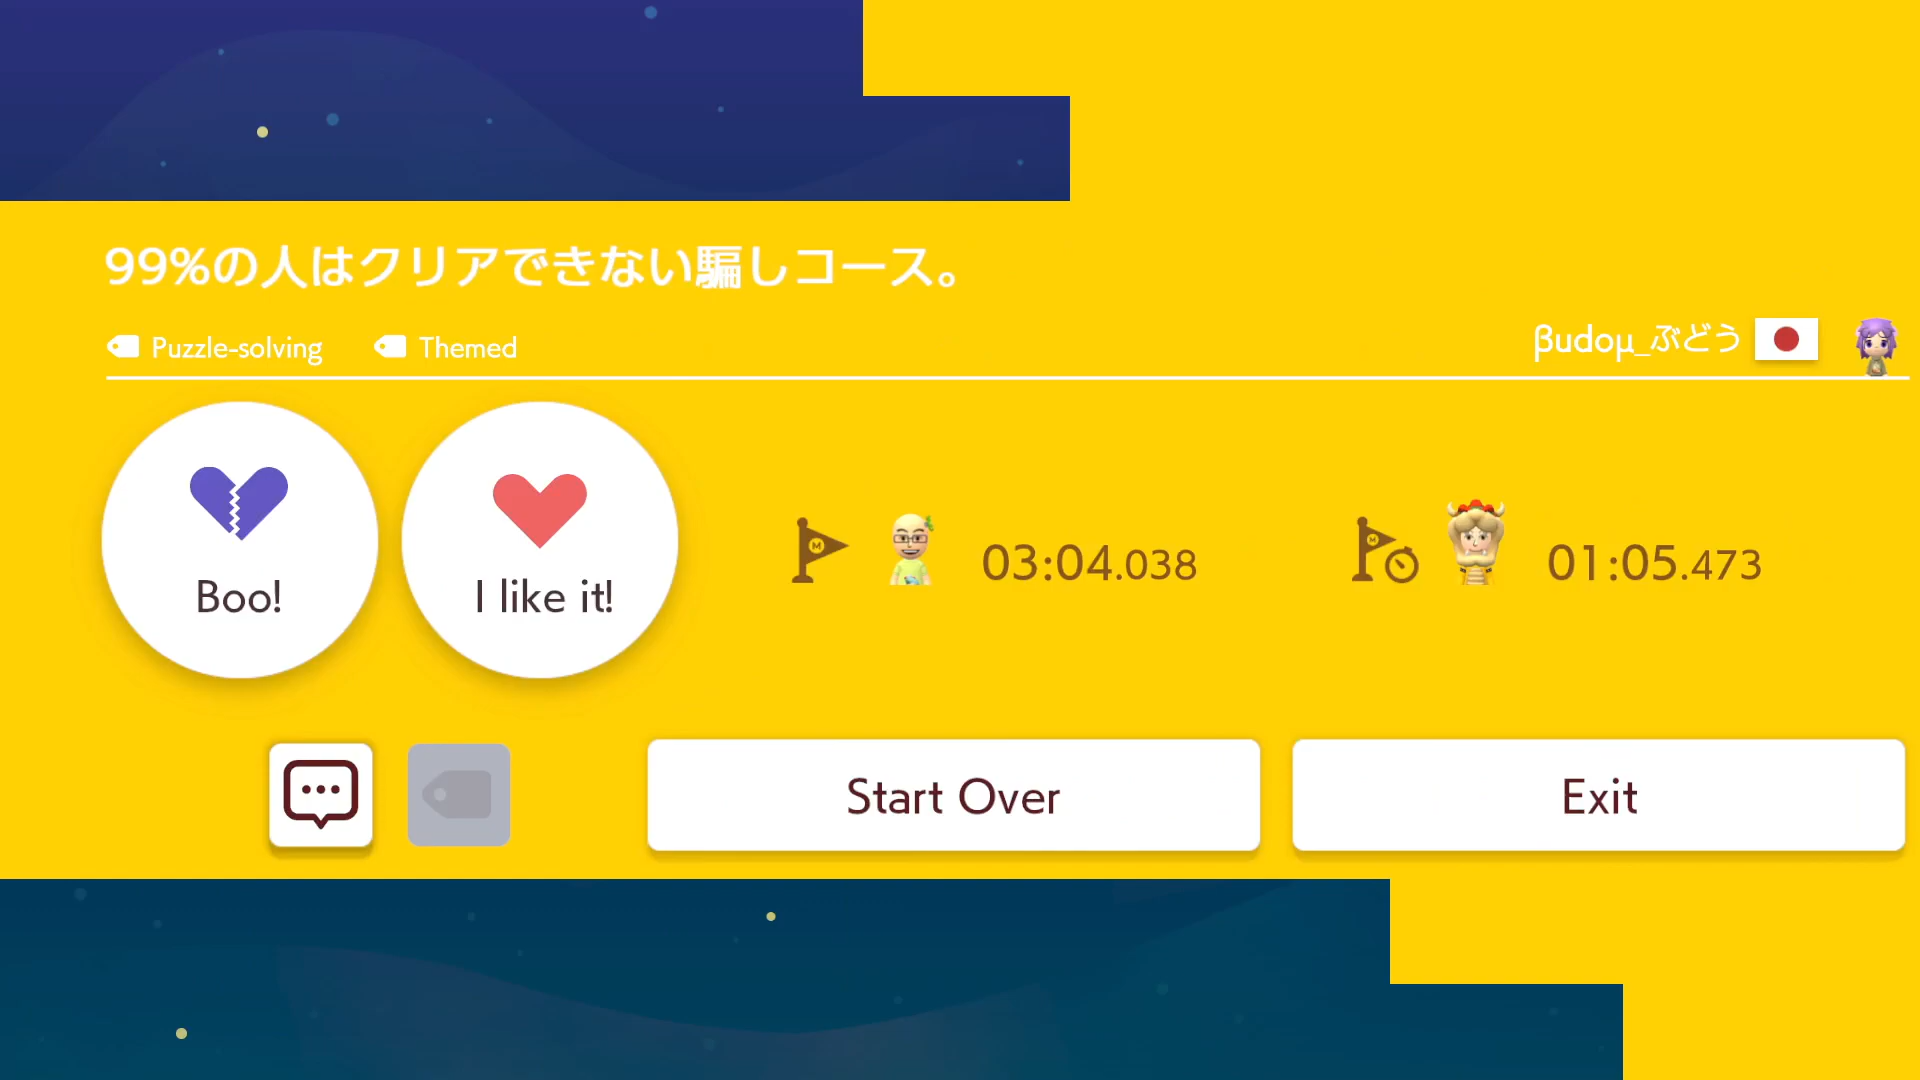 99%の人はクリアできない騙しコース。
Puzzle-solving Themed
βudoμ_ぶどう
Boo!
I like it!
M 03:04.038
M 01:05.473
Start Over
Exit